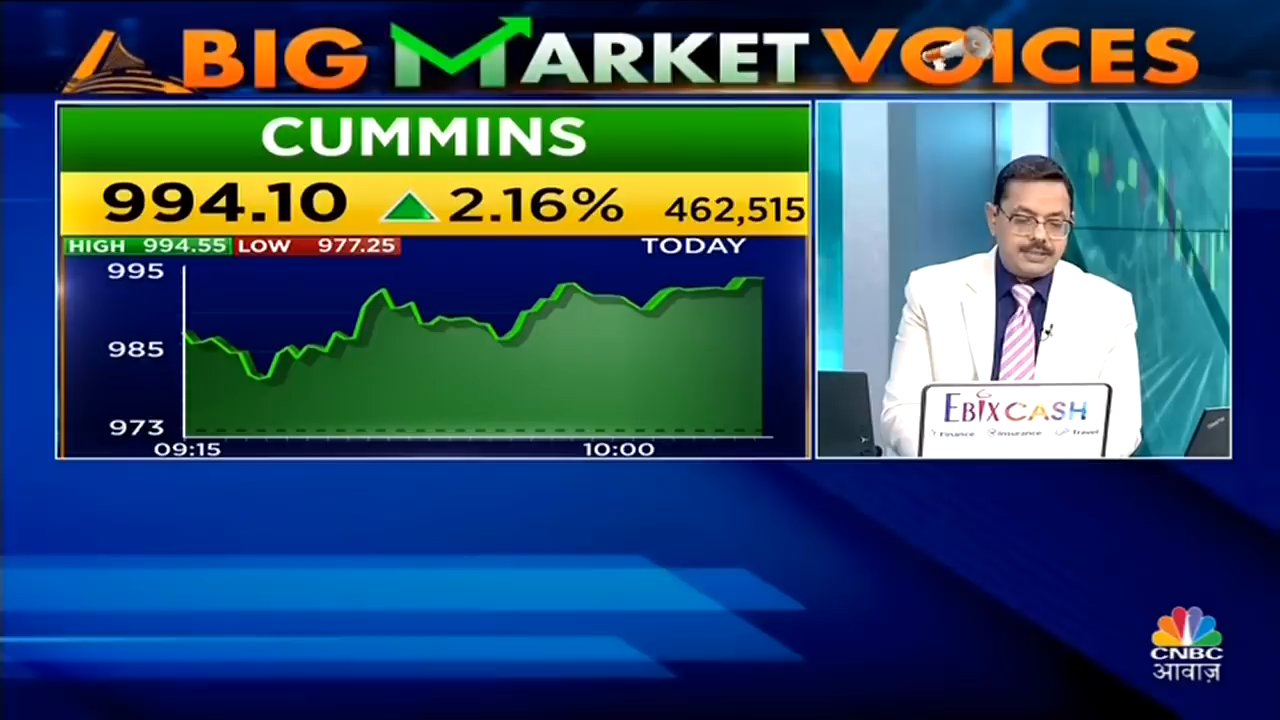 BIG MARKET VOICES
CUMMINS
994.10 2.16% 462,515
HIGH 994.55 LOW 977.25 TODAY
995
985
973
09:15 10:00
EBIXCASH
Finance Insurance Travel
CNBC
आवाज़